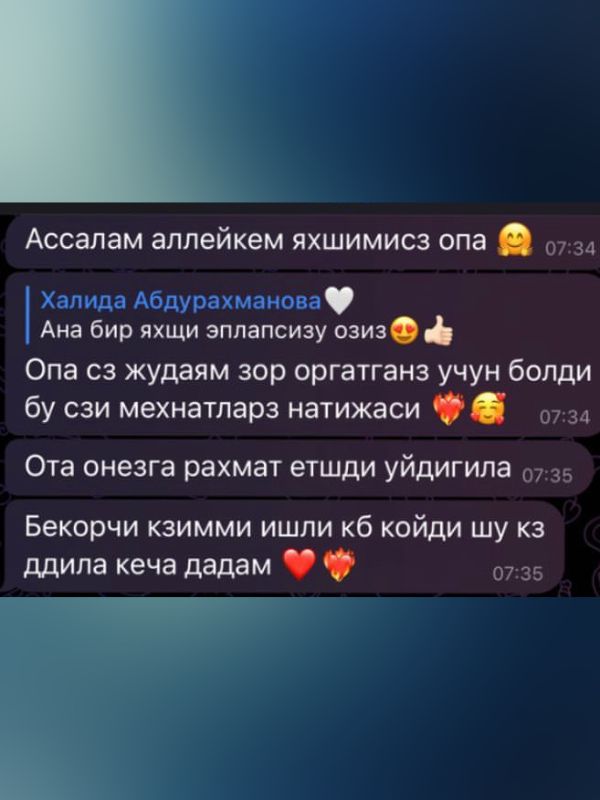 Ассалам аллейкем яхшимисз опа 🤗 07:34
Халида Абдурахманова🤍
Ана бир яхщи эплапсизу озиз😍👍🏻
Опа сз жудаям зор оргатганз учун болди
бу сзи мехнатларз натижаси ❤️‍🔥🥰 07:34
Ота онезга рахмат етшди уйдигила 07:35
Бекорчи кзимми ишли кб койди шу кз
ддила кеча дадам ❤️❤️‍🔥 07:35